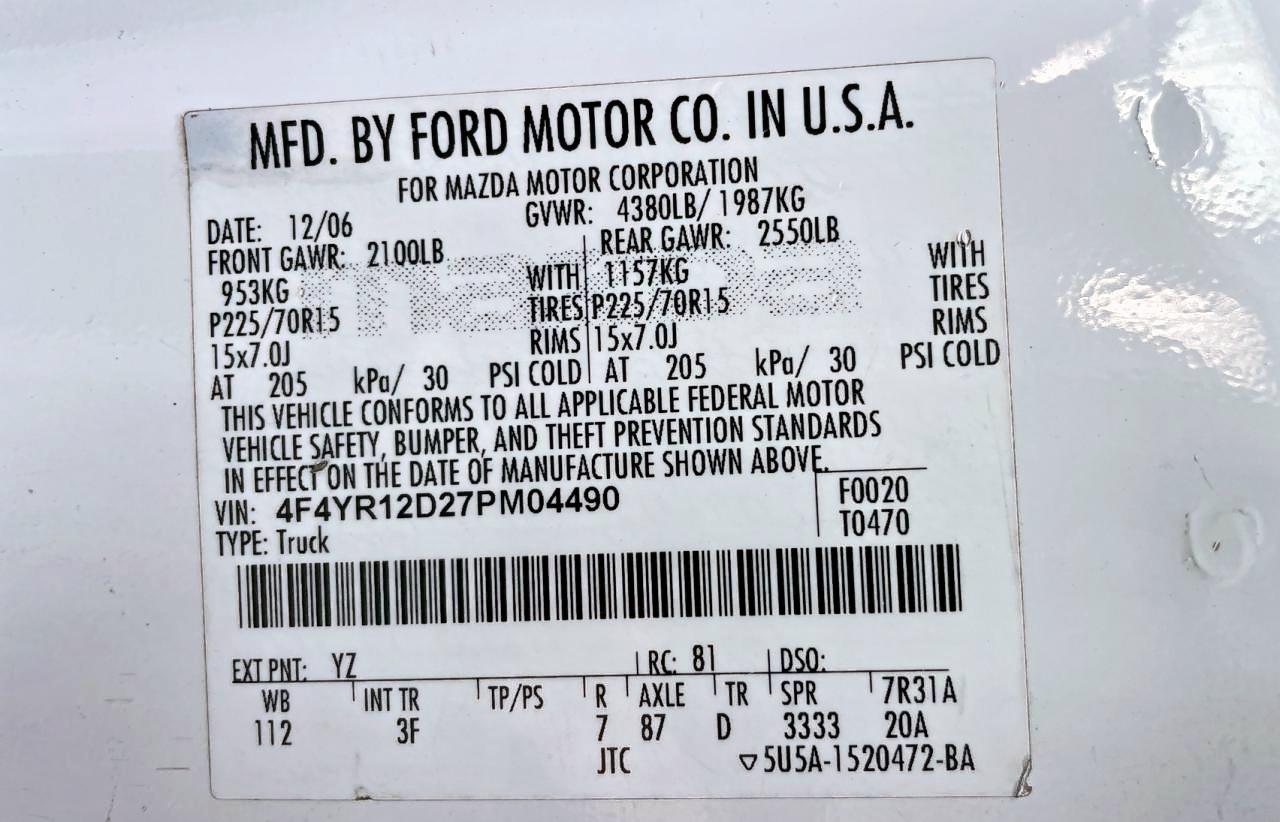 MFD. BY FORD MOTOR CO. IN U.S.A.
FOR MAZDA MOTOR CORPORATION
DATE: 12/06 GVWR: 4380LB/ 1987KG
FRONT GAWR: 2100LB REAR GAWR: 2550LB
953KG WITH 1157KG WITH
P225/70R15 TIRES P225/70R15 TIRES
15x7.0J RIMS 15x7.0J RIMS
AT 205 kPa/ 30 PSI COLD AT 205 kPa/ 30 PSI COLD
THIS VEHICLE CONFORMS TO ALL APPLICABLE FEDERAL MOTOR
VEHICLE SAFETY, BUMPER, AND THEFT PREVENTION STANDARDS
IN EFFECT ON THE DATE OF MANUFACTURE SHOWN ABOVE.
VIN: 4F4YR12D27PM04490 F0020
TYPE: Truck T0470
EXT PNT: YZ RC: 81 DSO:
WB INT TR TP/PS R AXLE TR SPR 7R31A
112 3F 7 87 D 3333 20A
JTC ▽5U5A-1520472-BA
mazda